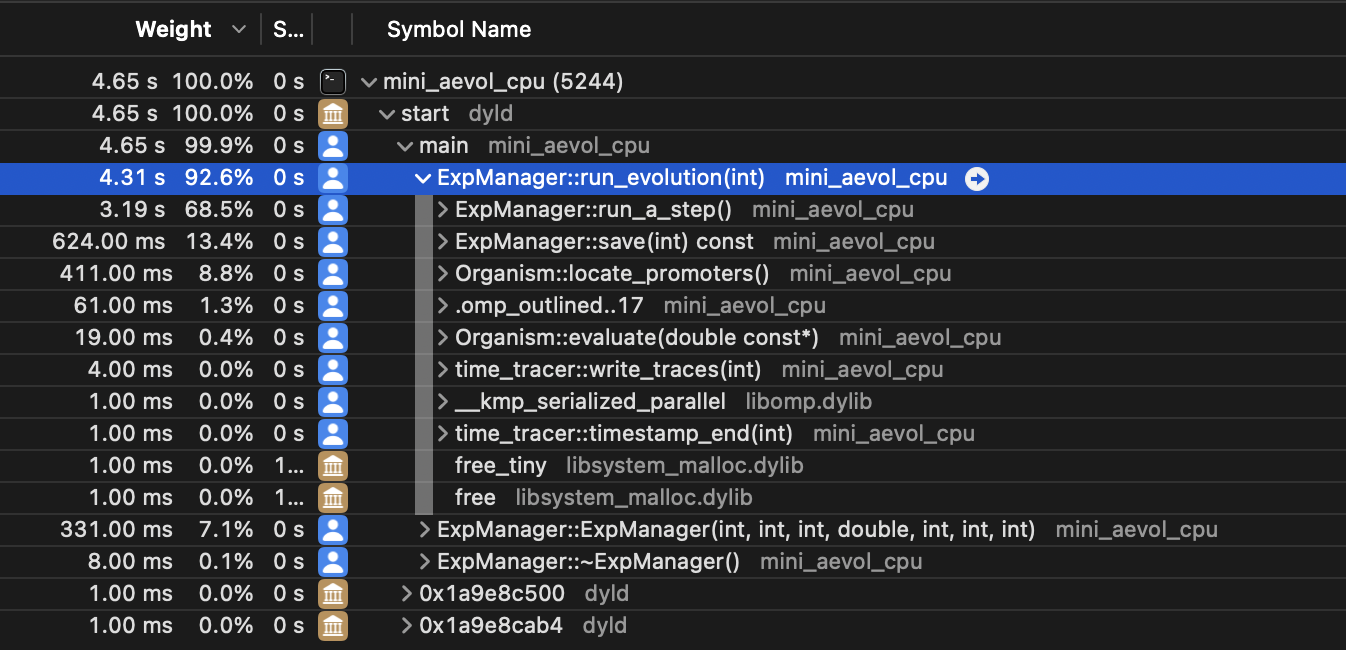 Weight S... Symbol Name
4.65 s 100.0% 0 s mini_aevol_cpu (5244)
4.65 s 100.0% 0 s start dyld
4.65 s 99.9% 0 s main mini_aevol_cpu
4.31 s 92.6% 0 s ExpManager::run_evolution(int) mini_aevol_cpu
3.19 s 68.5% 0 s ExpManager::run_a_step() mini_aevol_cpu
624.00 ms 13.4% 0 s ExpManager::save(int) const mini_aevol_cpu
411.00 ms 8.8% 0 s Organism::locate_promoters() mini_aevol_cpu
61.00 ms 1.3% 0 s .omp_outlined..17 mini_aevol_cpu
19.00 ms 0.4% 0 s Organism::evaluate(double const*) mini_aevol_cpu
4.00 ms 0.0% 0 s time_tracer::write_traces(int) mini_aevol_cpu
1.00 ms 0.0% 0 s __kmp_serialized_parallel libomp.dylib
1.00 ms 0.0% 0 s time_tracer::timestamp_end(int) mini_aevol_cpu
1.00 ms 0.0% 1... free_tiny libsystem_malloc.dylib
1.00 ms 0.0% 1... free libsystem_malloc.dylib
331.00 ms 7.1% 0 s ExpManager::ExpManager(int, int, int, double, int, int, int) mini_aevol_cpu
8.00 ms 0.1% 0 s ExpManager::~ExpManager() mini_aevol_cpu
1.00 ms 0.0% 0 s 0x1a9e8c500 dyld
1.00 ms 0.0% 0 s 0x1a9e8cab4 dyld